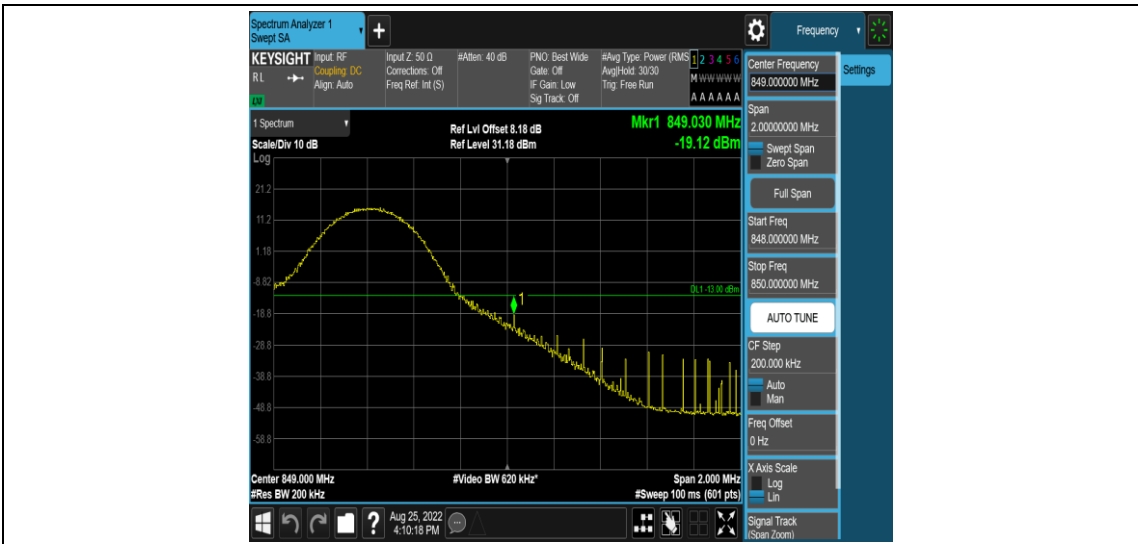 Spectrum Analyzer 1
Swept SA
Frequency
KEYSIGHT
R L
LXI
Input: RF
Coupling: DC
Align: Auto
Input Z: 50 Ω
Corrections: Off
Freq Ref: Int (S)
#Atten: 40 dB
PNO: Best Wide
Gate: Off
IF Gain: Low
Sig Track: Off
#Avg Type: Power (RMS
Avg|Hold: 30/30
Trig: Free Run
1 2 3 4 5 6
M W W W W W
A A A A A A
1 Spectrum
Scale/Div 10 dB
Log
Ref Lvl Offset 8.18 dB
Ref Level 31.18 dBm
Mkr1 849.030 MHz
-19.12 dBm
21.2
11.2
1.18
-8.82
-18.8
-28.8
-38.8
-48.8
-58.8
DL1 -13.00 dBm
1
Center 849.000 MHz
#Res BW 200 kHz
#Video BW 620 kHz*
Span 2.000 MHz
#Sweep 100 ms (601 pts)
Aug 25, 2022
4:10:18 PM
Center Frequency
849.000000 MHz
Settings
Span
2.00000000 MHz
Swept Span
Zero Span
Full Span
Start Freq
848.000000 MHz
Stop Freq
850.000000 MHz
AUTO TUNE
CF Step
200.000 kHz
Auto
Man
Freq Offset
0 Hz
X Axis Scale
Log
Lin
Signal Track
(Span Zoom)